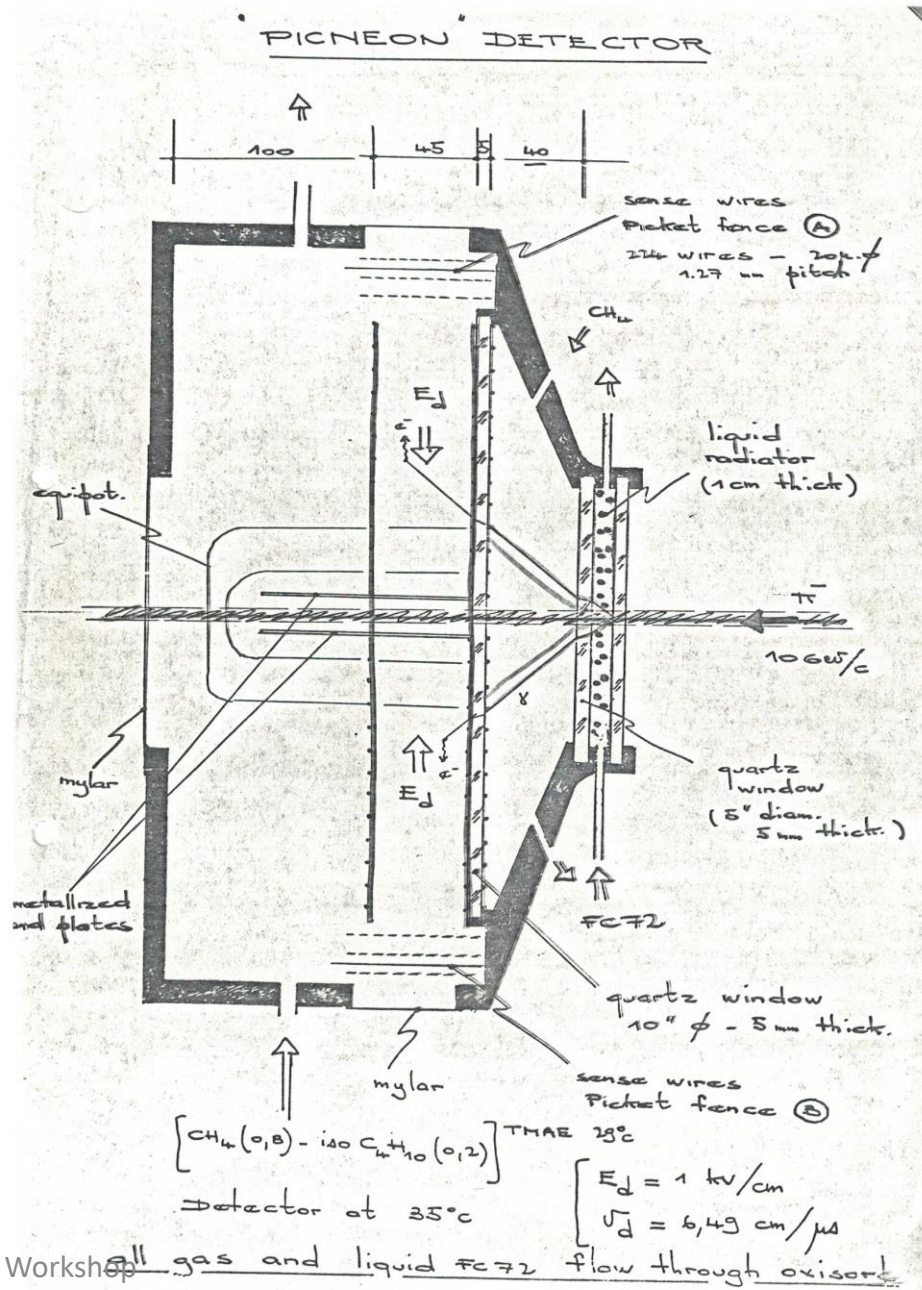 "PICNEON" DETECTOR
100
45
5
40
sense wires
Picket fence A
224 wires - 20µ.ϕ
1.27 mm pitch
CH4
Ed
e-
liquid
radiator
(1cm thick)
equipot.
π-
10 GeV/c
γ
e-
Ed
mylar
quartz
window
(5" diam.
5 mm thick.)
metallized
plates
FC72
quartz window
10" ϕ - 5 mm thick.
mylar
sense wires
Picket fence B
[CH4 (0,8) - iso C4H10 (0,2)] TMAE 29°c
Detector at 35°c
Ed = 1 kV/cm
vd = 6,49 cm/µs
Workshop
all gas and liquid FC72 flow through oxisorb